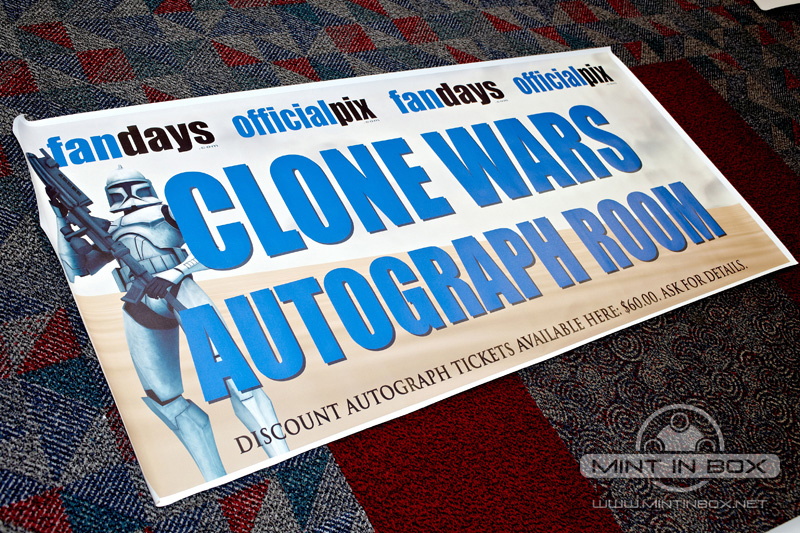 fandays officialpix fandays officialpix
CLONE WARS
AUTOGRAPH ROOM
DISCOUNT AUTOGRAPH TICKETS AVAILABLE HERE: $60.00. ASK FOR DETAILS.
MINT IN BOX
WWW.MINTINBOX.NET